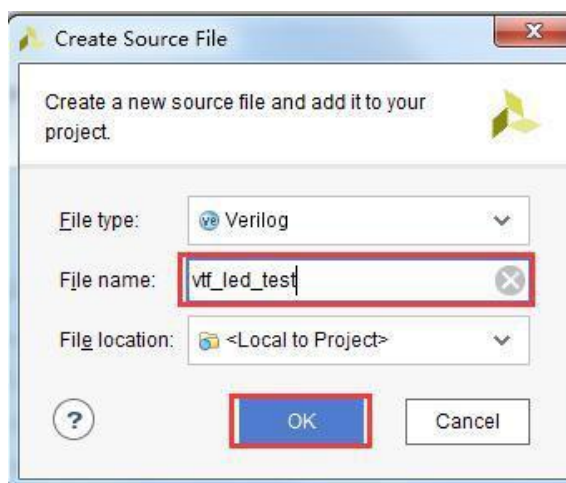 Create Source File
Create a new source file and add it to your
project.
File type: Verilog
File name: vtf_led_test
File location: <Local to Project>
? OK Cancel